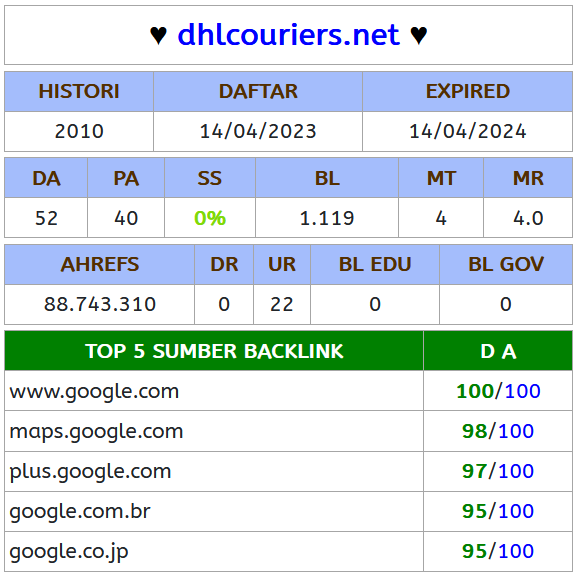 ♥ dhlcouriers.net ♥
HISTORI DAFTAR EXPIRED
2010 14/04/2023 14/04/2024
DA PA SS BL MT MR
52 40 0% 1.119 4 4.0
AHREFS DR UR BL EDU BL GOV
88.743.310 0 22 0 0
TOP 5 SUMBER BACKLINK D A
www.google.com 100/100
maps.google.com 98/100
plus.google.com 97/100
google.com.br 95/100
google.co.jp 95/100